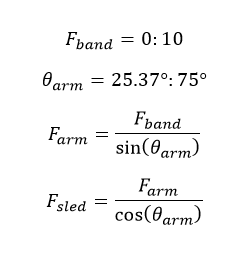 F_band = 0:10
θ_arm = 25.37°:75°
F_arm = F_band / sin(θ_arm)
F_sled = F_arm / cos(θ_arm)